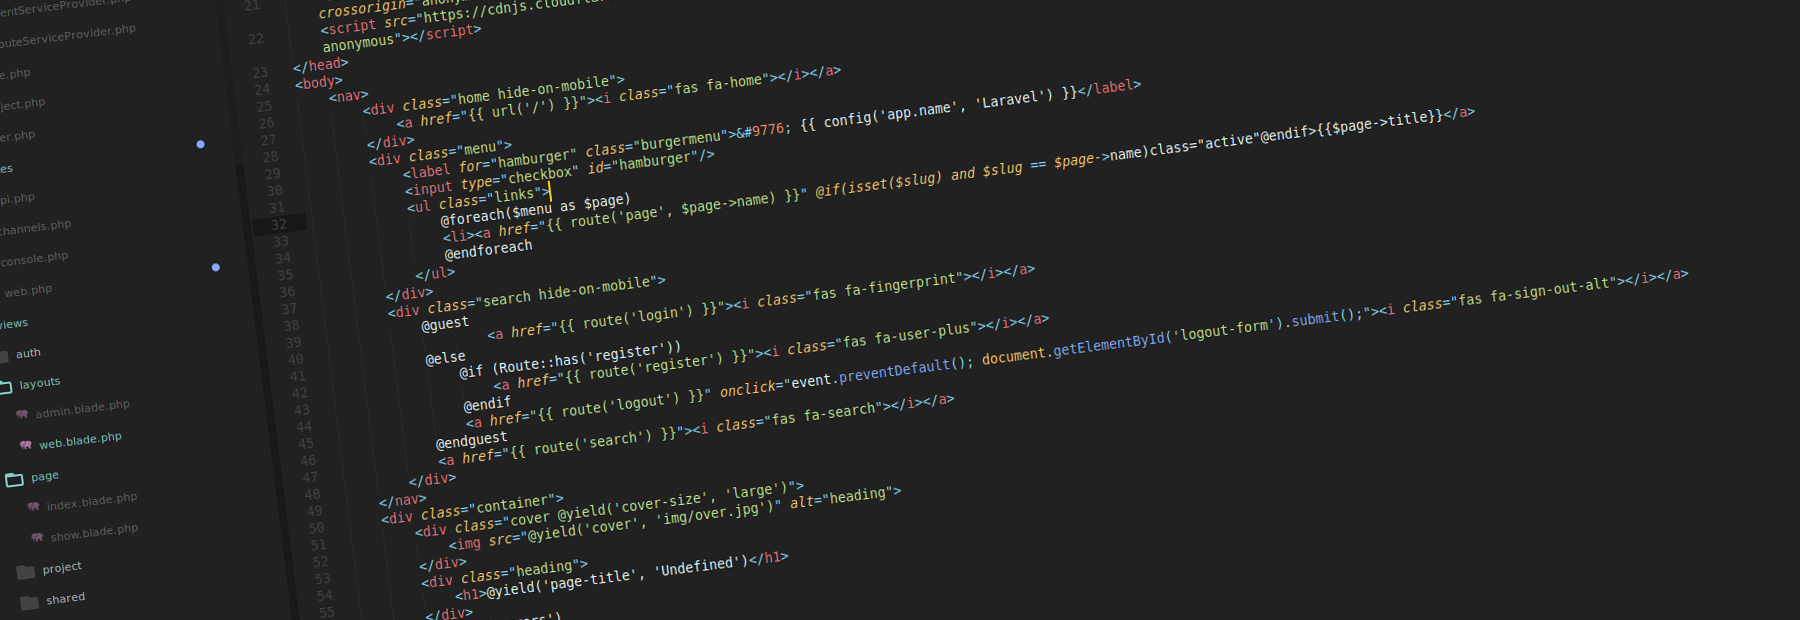 entServiceProvider.php
outeServiceProvider.php
e.php
ject.php
er.php
es
pi.php
channels.php
console.php
web.php
views
auth
layouts
admin.blade.php
web.blade.php
page
index.blade.php
show.blade.php
project
shared
21
crossorigin="anonym
22 <script src="https://cdnjs.cloudfla
anonymous"></script>
23 </head>
24 <body>
25 <nav>
26 <div class="home hide-on-mobile">
27 <a href="{{ url('/') }}"><i class="fas fa-home"></i></a>
28 </div>
29 <div class="menu">
30 <label for="hamburger" class="burgermenu">&#9776; {{ config('app.name', 'Laravel') }}</label>
31 <input type="checkbox" id="hamburger"/>
32 <ul class="links">
33 @foreach($menu as $page)
34 <li><a href="{{ route('page', $page->name) }}" @if(isset($slug) and $slug == $page->name)class="active"@endif>{{$page->title}}</a>
35 @endforeach
36 </ul>
37 </div>
38 <div class="search hide-on-mobile">
39 @guest
40 <a href="{{ route('login') }}"><i class="fas fa-fingerprint"></i></a>
41 @else
42 @if (Route::has('register'))
43 <a href="{{ route('register') }}"><i class="fas fa-user-plus"></i></a>
44 @endif
45 <a href="{{ route('logout') }}" onclick="event.preventDefault(); document.getElementById('logout-form').submit();"><i class="fas fa-sign-out-alt"></i></a>
46 @endguest
47 <a href="{{ route('search') }}"><i class="fas fa-search"></i></a>
48 </div>
49 </nav>
50 <div class="container">
51 <div class="cover @yield('cover-size', 'large')">
52 <img src="@yield('cover', 'img/over.jpg')" alt="heading">
53 </div>
54 <div class="heading">
55 <h1>@yield('page-title', 'Undefined')</h1>
</div>